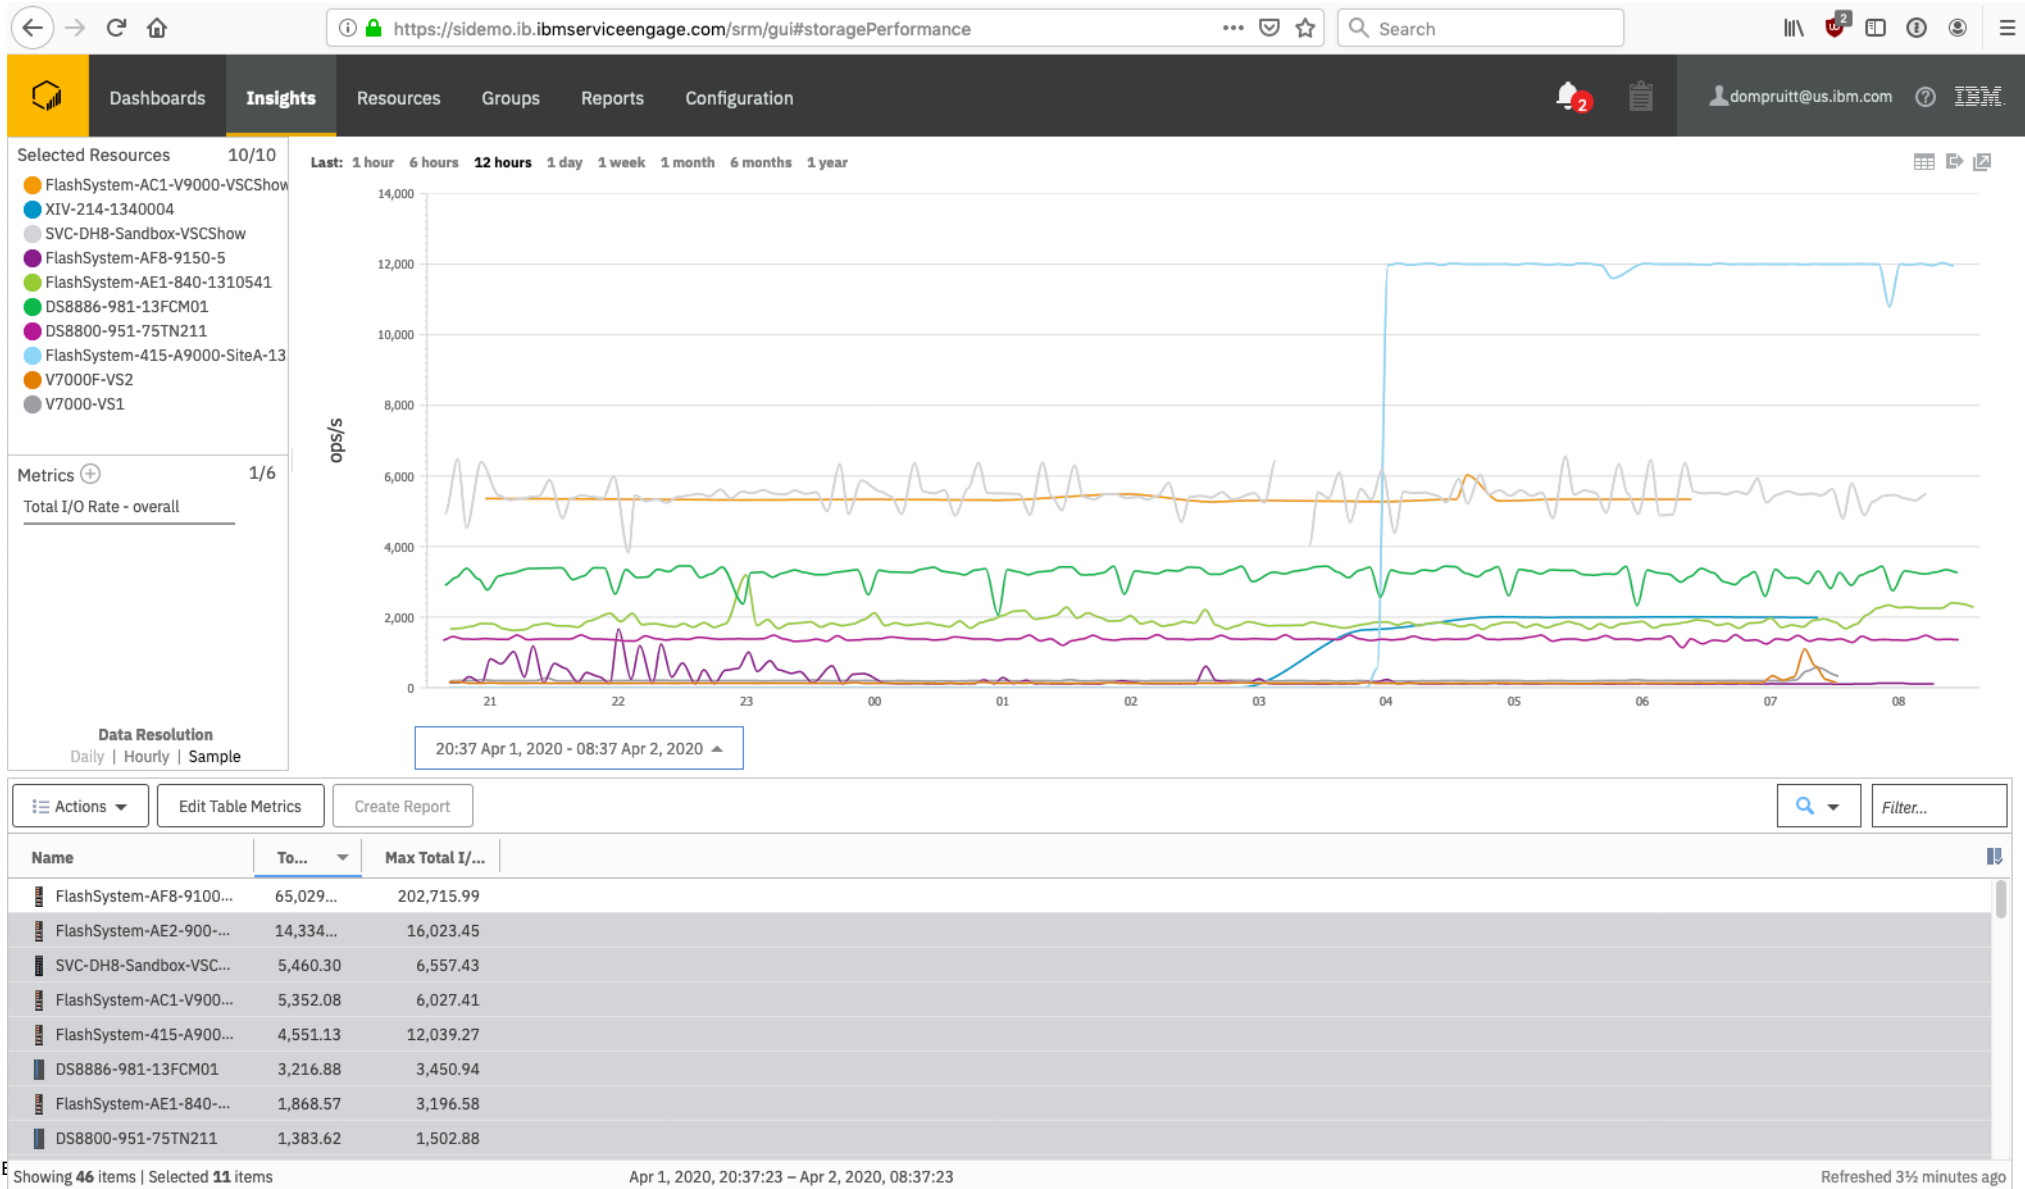 https://sidemo.ib.ibmserviceengage.com/srm/gui#storagePerformance
Search
2
Dashboards Insights Resources Groups Reports Configuration
2
dompruitt@us.ibm.com
IBM
Selected Resources 10/10
FlashSystem-AC1-V9000-VSCShow
XIV-214-1340004
SVC-DH8-Sandbox-VSCShow
FlashSystem-AF8-9150-5
FlashSystem-AE1-840-1310541
DS8886-981-13FCM01
DS8800-951-75TN211
FlashSystem-415-A9000-SiteA-13
V7000F-VS2
V7000-VS1
Metrics 1/6
Total I/O Rate - overall
Data Resolution
Daily | Hourly | Sample
Last: 1 hour 6 hours 12 hours 1 day 1 week 1 month 6 months 1 year
14,000
12,000
10,000
8,000
6,000
4,000
2,000
0
ops/s
21 22 23 00 01 02 03 04 05 06 07 08
20:37 Apr 1, 2020 - 08:37 Apr 2, 2020
Actions Edit Table Metrics Create Report
Filter...
Name To... Max Total I/...
FlashSystem-AF8-9100... 65,029... 202,715.99
FlashSystem-AE2-900-... 14,334... 16,023.45
SVC-DH8-Sandbox-VSC... 5,460.30 6,557.43
FlashSystem-AC1-V900... 5,352.08 6,027.41
FlashSystem-415-A900... 4,551.13 12,039.27
DS8886-981-13FCM01 3,216.88 3,450.94
FlashSystem-AE1-840-... 1,868.57 3,196.58
DS8800-951-75TN211 1,383.62 1,502.88
Showing 46 items | Selected 11 items
Apr 1, 2020, 20:37:23 – Apr 2, 2020, 08:37:23
Refreshed 3½ minutes ago